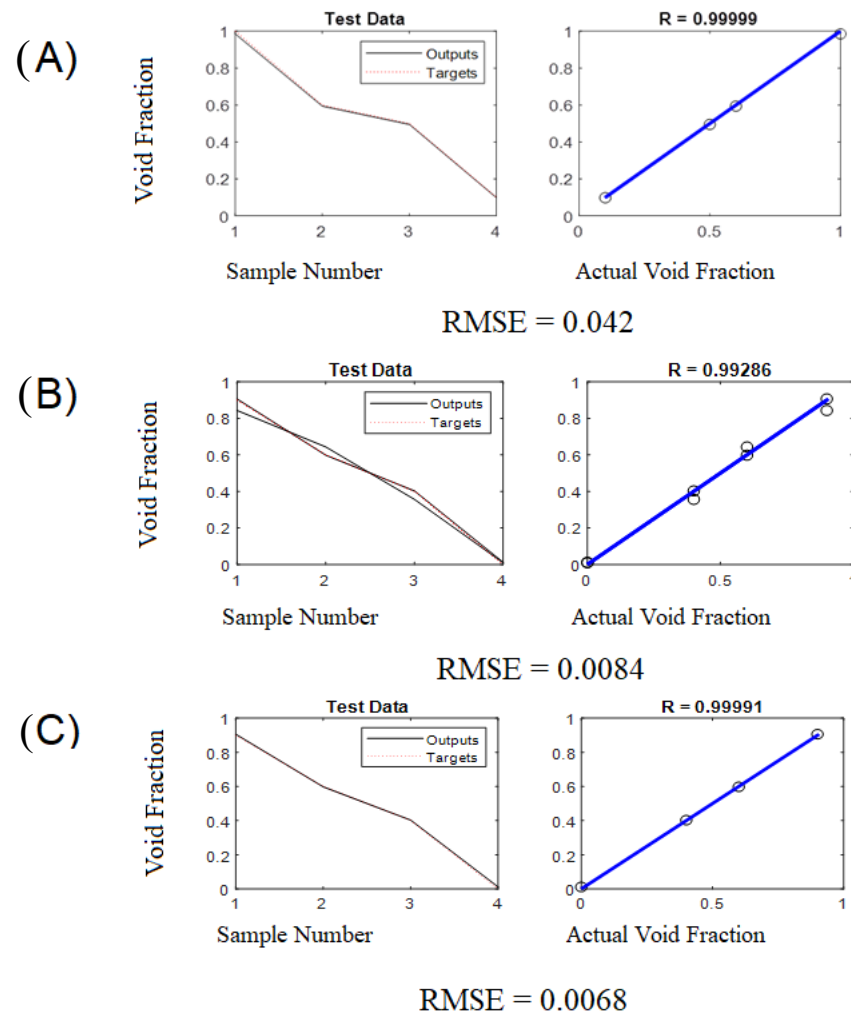 (A)
Test Data
R = 0.99999
Void Fraction
1
0.8
0.6
0.4
0.2
0
Outputs
Targets
1 2 3 4
Sample Number
1
0.8
0.6
0.4
0.2
0
0 0.5 1
Actual Void Fraction
RMSE = 0.042
(B)
Test Data
R = 0.99286
Void Fraction
1
0.8
0.6
0.4
0.2
0
Outputs
Targets
1 2 3 4
Sample Number
1
0.8
0.6
0.4
0.2
0
0 0.5 1
Actual Void Fraction
RMSE = 0.0084
(C)
Test Data
R = 0.99991
Void Fraction
1
0.8
0.6
0.4
0.2
0
Outputs
Targets
1 2 3 4
Sample Number
1
0.8
0.6
0.4
0.2
0
0 0.5 1
Actual Void Fraction
RMSE = 0.0068